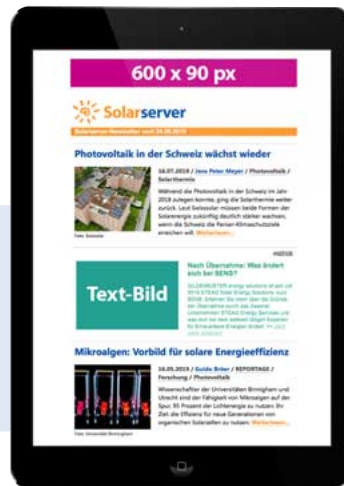 600 x 90 px
Solarserver
Solarserver-Newsletter vom 24.08.2019
Photovoltaik in der Schweiz wächst wieder
16.07.2019 / Jens Peter Meyer / Photovoltaik /
Solarthermie
Während die Photovoltaik in der Schweiz im Jahr
2018 zulegen konnte, ging die Solarthermie weiter
zurück. Laut Swissolar müssen beide Formen der
Solarenergie zukünftig deutlich stärker wachsen,
wenn die Schweiz die Pariser-Klimaschutzziele
erreichen will. Weiterlesen...
Foto: Swissolar
ANZEIGE
Text-Bild
Nach Übernahme: Was ändert
sich bei SENS?
Mikroalgen: Vorbild für solare Energieeffizienz
16.05.2019 / Guido Bröer / REPORTAGE /
Forschung / Photovoltaik
Wissenschaftler der Universitäten Birmigham und
Utrecht sind der Fähigkeit von Mikroalgen auf der
Spur, 95 Prozent der Lichtenergie zu nutzen. Ihr
Ziel: die Effizienz für neue Generationen von
organischen Solarzellen zu nutzen. Weiterlesen...
Foto: Universität Birmingham